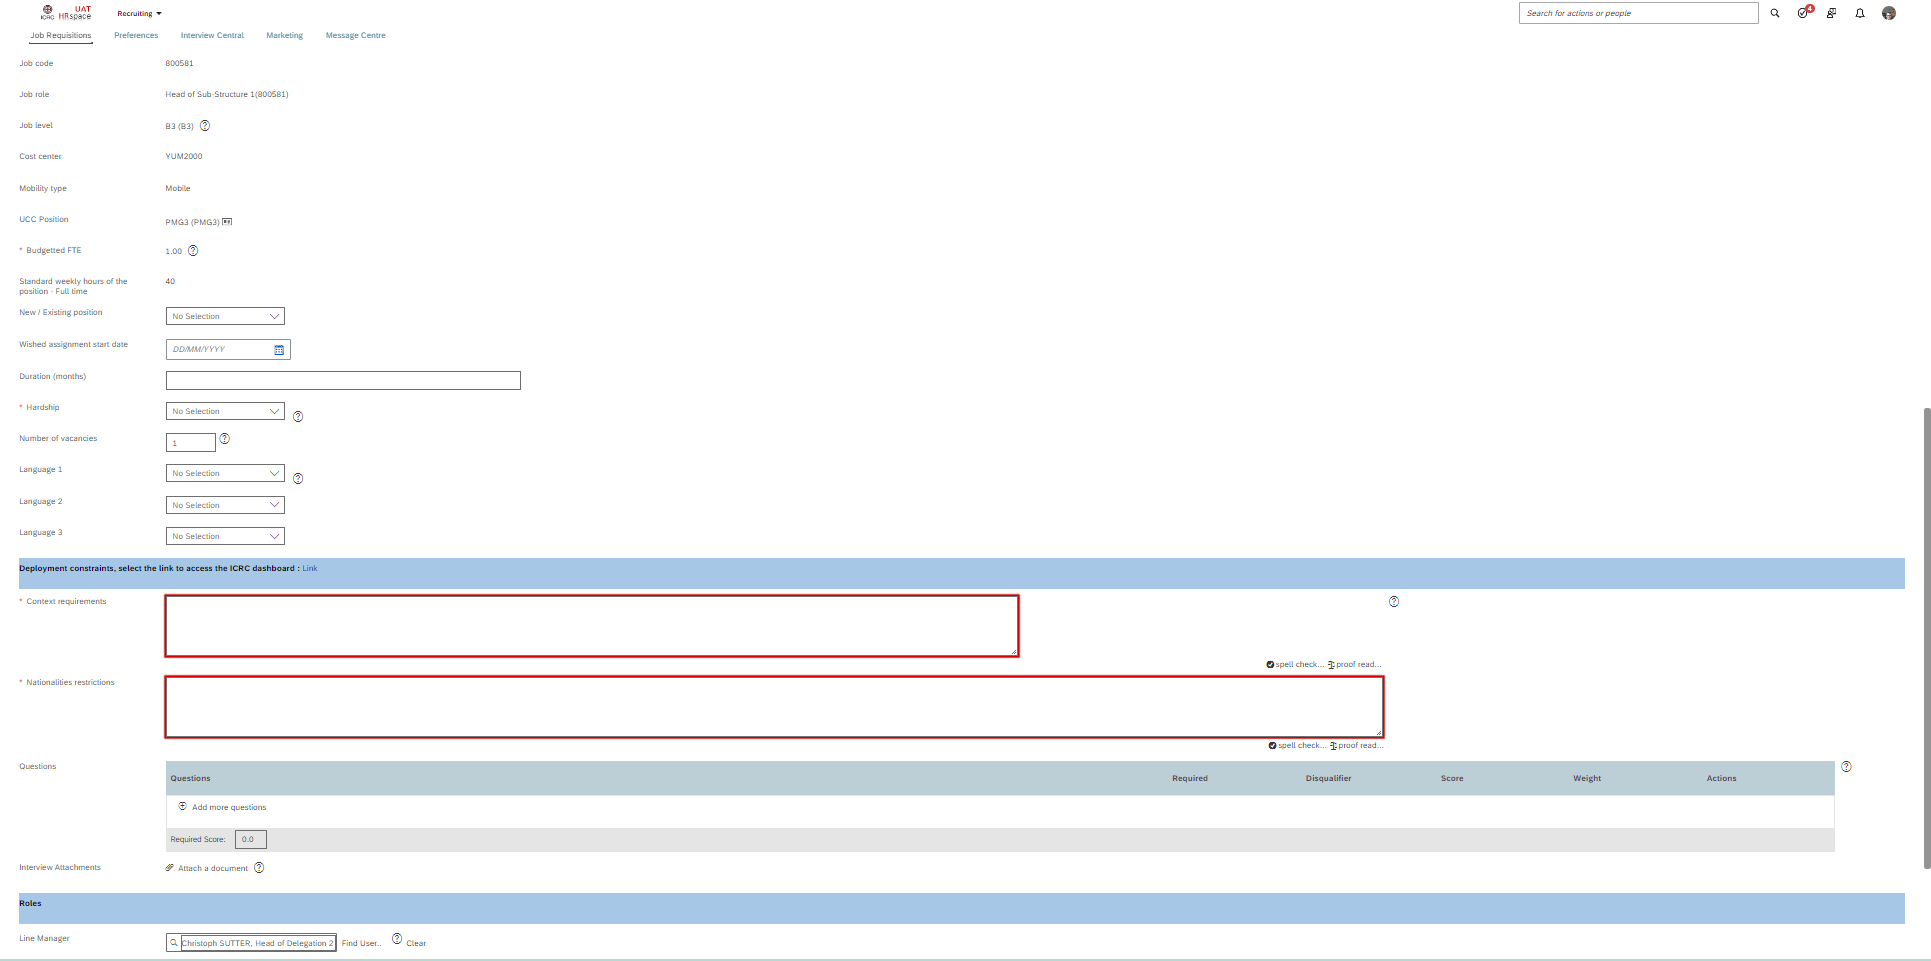 ICRC UAT HRspace
Recruiting
Search for actions or people
4
Job Requisitions Preferences Interview Central Marketing Message Centre
Job code 800581
Job role Head of Sub-Structure 1(800581)
Job level B3 (B3)
Cost center YUM2000
Mobility type Mobile
UCC Position PMG3 (PMG3)
* Budgetted FTE 1.00
Standard weekly hours of the position - Full time 40
New / Existing position No Selection
Wished assignment start date DD/MM/YYYY
Duration (months)
* Hardship No Selection
Number of vacancies 1
Language 1 No Selection
Language 2 No Selection
Language 3 No Selection
Deployment constraints, select the link to access the ICRC dashboard : Link
* Context requirements
spell check... proof read...
* Nationalities restrictions
spell check... proof read...
Questions
Questions Required Disqualifier Score Weight Actions
Add more questions
Required Score: 0.0
Interview Attachments Attach a document
Roles
Line Manager Christoph SUTTER, Head of Delegation 2 Find User... Clear